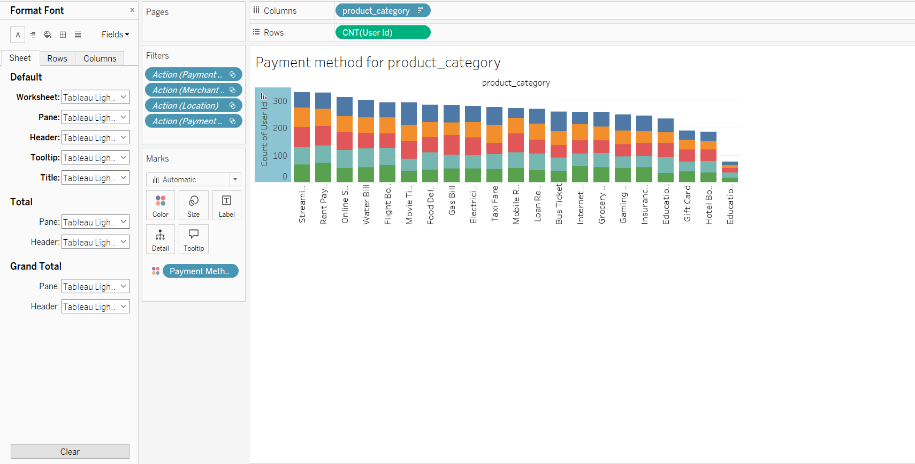 Format Font ×
A
Fields
Sheet Rows Columns
Default
Worksheet: Tableau Ligh..
Pane: Tableau Ligh..
Header: Tableau Ligh..
Tooltip: Tableau Ligh..
Title: Tableau Ligh..
Total
Pane: Tableau Ligh..
Header: Tableau Ligh..
Grand Total
Pane: Tableau Ligh..
Header: Tableau Ligh..
Clear
Pages
Filters
Action (Payment ..
Action (Merchant ..
Action (Location)
Action (Payment ..
Marks
Automatic
Color Size Label
Detail Tooltip
Payment Meth..
Columns product_category
Rows CNT(User Id)
Payment method for product_category
product_category
Count of User Id
300
200
100
0
Streami..
Rent Pay..
Online S..
Water Bill
Flight Bo..
Movie Ti..
Food Del..
Gas Bill
Electrici..
Taxi Fare
Mobile R..
Loan Re..
Bus Ticket
Internet ..
Grocery ..
Gaming ..
Insuranc..
Educatio..
Gift Card
Hotel Bo..
Educatio..